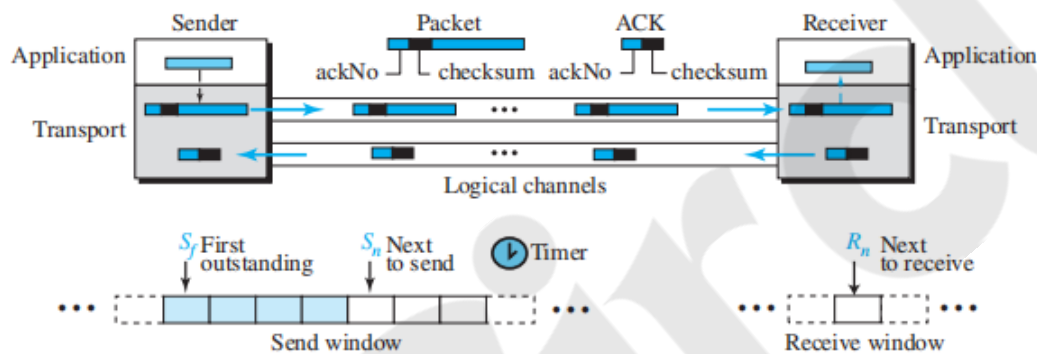 Sender Packet ACK Receiver
Application Application
ackNo checksum ackNo checksum
Transport Transport
Logical channels
Sf First outstanding
Sn Next to send
Timer
Rn Next to receive
Send window Receive window